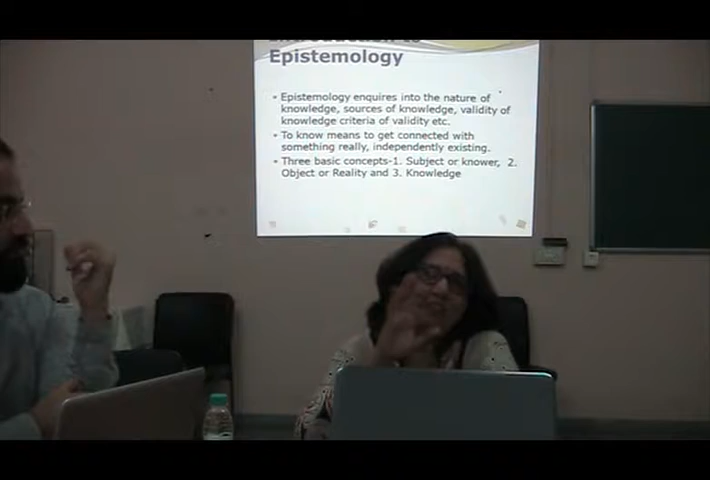 Introduction to
Epistemology
Epistemology enquires into the nature of
knowledge, sources of knowledge, validity of
knowledge criteria of validity etc.
To know means to get connected with
something really, independently existing.
Three basic concepts-1. Subject or knower, 2.
Object or Reality and 3. Knowledge